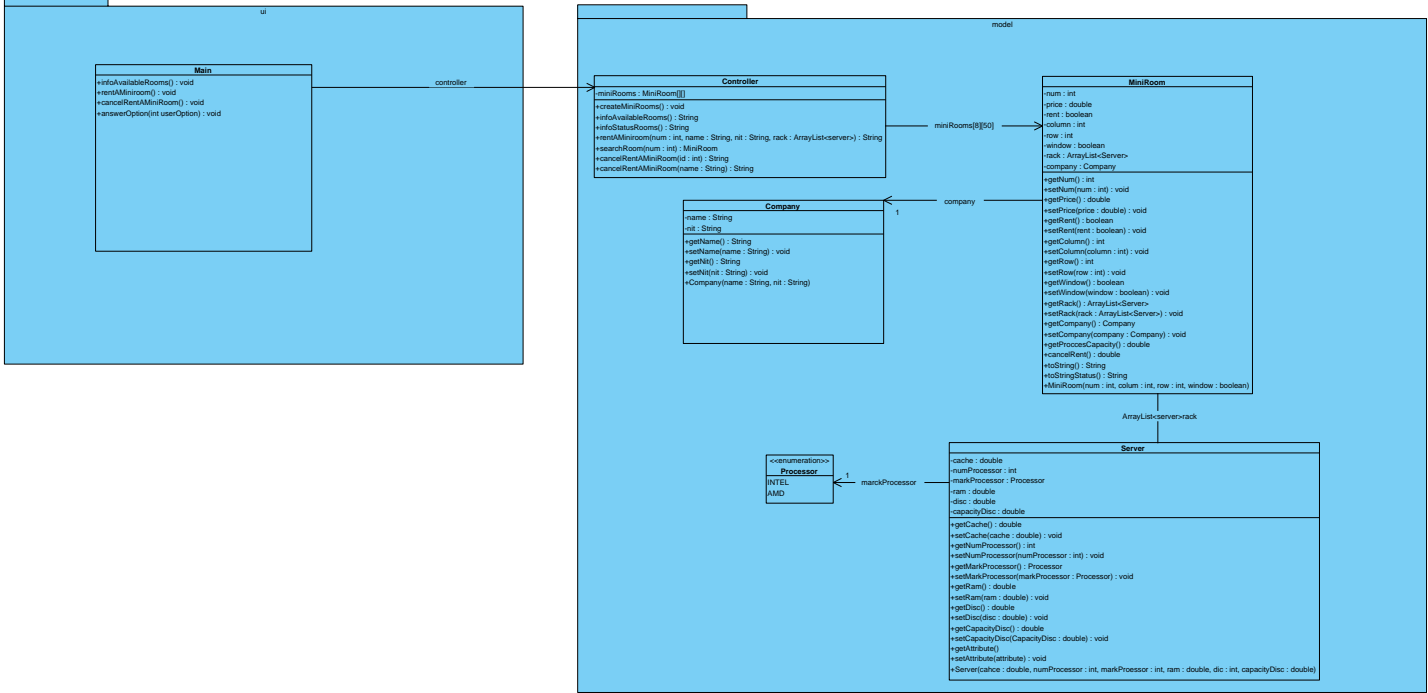 ui
Main
+infoAvailableRooms() : void
+rentAMiniroom() : void
+cancelRentAMiniRoom() : void
+answerOption(int userOption) : void
controller
model
Controller
-miniRooms : MiniRoom[][]
+createMiniRooms() : void
+infoAvailableRooms() : String
+infoStatusRooms() : String
+rentAMiniroom(num : int, name : String, nit : String, rack : ArrayList<server>) : String
+searchRoom(num : int) : MiniRoom
+cancelRentAMiniRoom(id : int) : String
+cancelRentAMiniRoom(name : String) : String
miniRooms[8][50]
MiniRoom
-num : int
-price : double
-rent : boolean
-column : int
-row : int
-window : boolean
-rack : ArrayList<Server>
-company : Company
+getNum() : int
+setNum(num : int) : void
+getPrice() : double
+setPrice(price : double) : void
+getRent() : boolean
+setRent(rent : boolean) : void
+getColumn() : int
+setColumn(column : int) : void
+getRow() : int
+setRow(row : int) : void
+getWindow() : boolean
+setWindow(window : boolean) : void
+getRack() : ArrayList<Server>
+setRack(rack : ArrayList<Server>) : void
+getCompany() : Company
+setCompany(company : Company) : void
+getProccesCapacity() : double
+cancelRent() : double
+toString() : String
+toStringStatus() : String
+MiniRoom(num : int, colum : int, row : int, window : boolean)
company
1
Company
-name : String
-nit : String
+getName() : String
+setName(name : String) : void
+getNit() : String
+setNit(nit : String) : void
+Company(name : String, nit : String)
ArrayList<server>rack
Server
-cache : double
-numProcessor : int
-markProcessor : Processor
-ram : double
-disc : double
-capacityDisc : double
+getCache() : double
+setCache(cache : double) : void
+getNumProcessor() : int
+setNumProcessor(numProcessor : int) : void
+getMarkProcessor() : Processor
+setMarkProcessor(markProcessor : Processor) : void
+getRam() : double
+setRam(ram : double) : void
+getDisc() : double
+setDisc(disc : double) : void
+getCapacityDisc() : double
+setCapacityDisc(CapacityDisc : double) : void
+getAttribute()
+setAttribute(attribute) : void
+Server(cahce : double, numProcessor : int, markProessor : int, ram : double, dic : int, capacityDisc : double)
marckProcessor
1
<<enumeration>>
Processor
INTEL
AMD